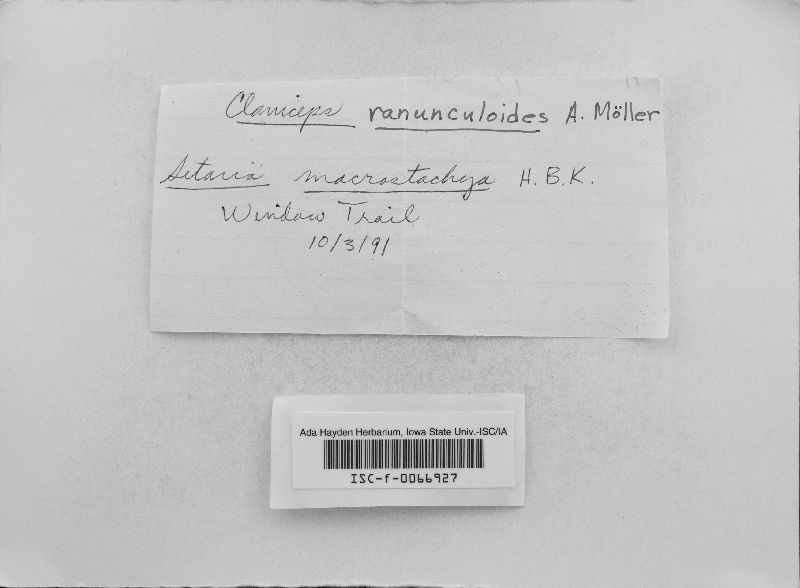 Claviceps ranunculoides A. Möller
Setaria macrostachya H. B. K.
Window Trail
10/3/91
Ada Hayden Herbarium, Iowa State Univ.-ISC/IA
ISC-f-0066927